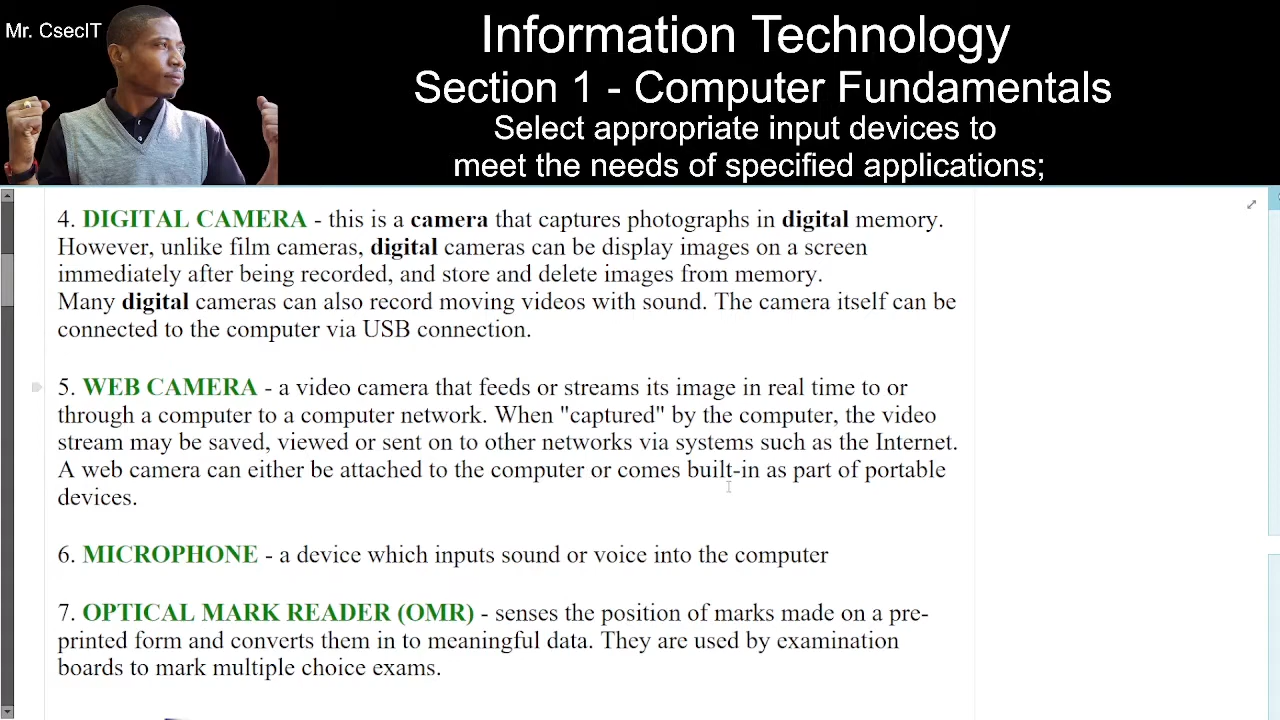 Mr. CsecIT
Information Technology
Section 1 - Computer Fundamentals
Select appropriate input devices to
meet the needs of specified applications;
4. DIGITAL CAMERA - this is a camera that captures photographs in digital memory.
However, unlike film cameras, digital cameras can be display images on a screen
immediately after being recorded, and store and delete images from memory.
Many digital cameras can also record moving videos with sound. The camera itself can be
connected to the computer via USB connection.
5. WEB CAMERA - a video camera that feeds or streams its image in real time to or
through a computer to a computer network. When "captured" by the computer, the video
stream may be saved, viewed or sent on to other networks via systems such as the Internet.
A web camera can either be attached to the computer or comes built-in as part of portable
devices.
6. MICROPHONE - a device which inputs sound or voice into the computer
7. OPTICAL MARK READER (OMR) - senses the position of marks made on a pre-
printed form and converts them in to meaningful data. They are used by examination
boards to mark multiple choice exams.